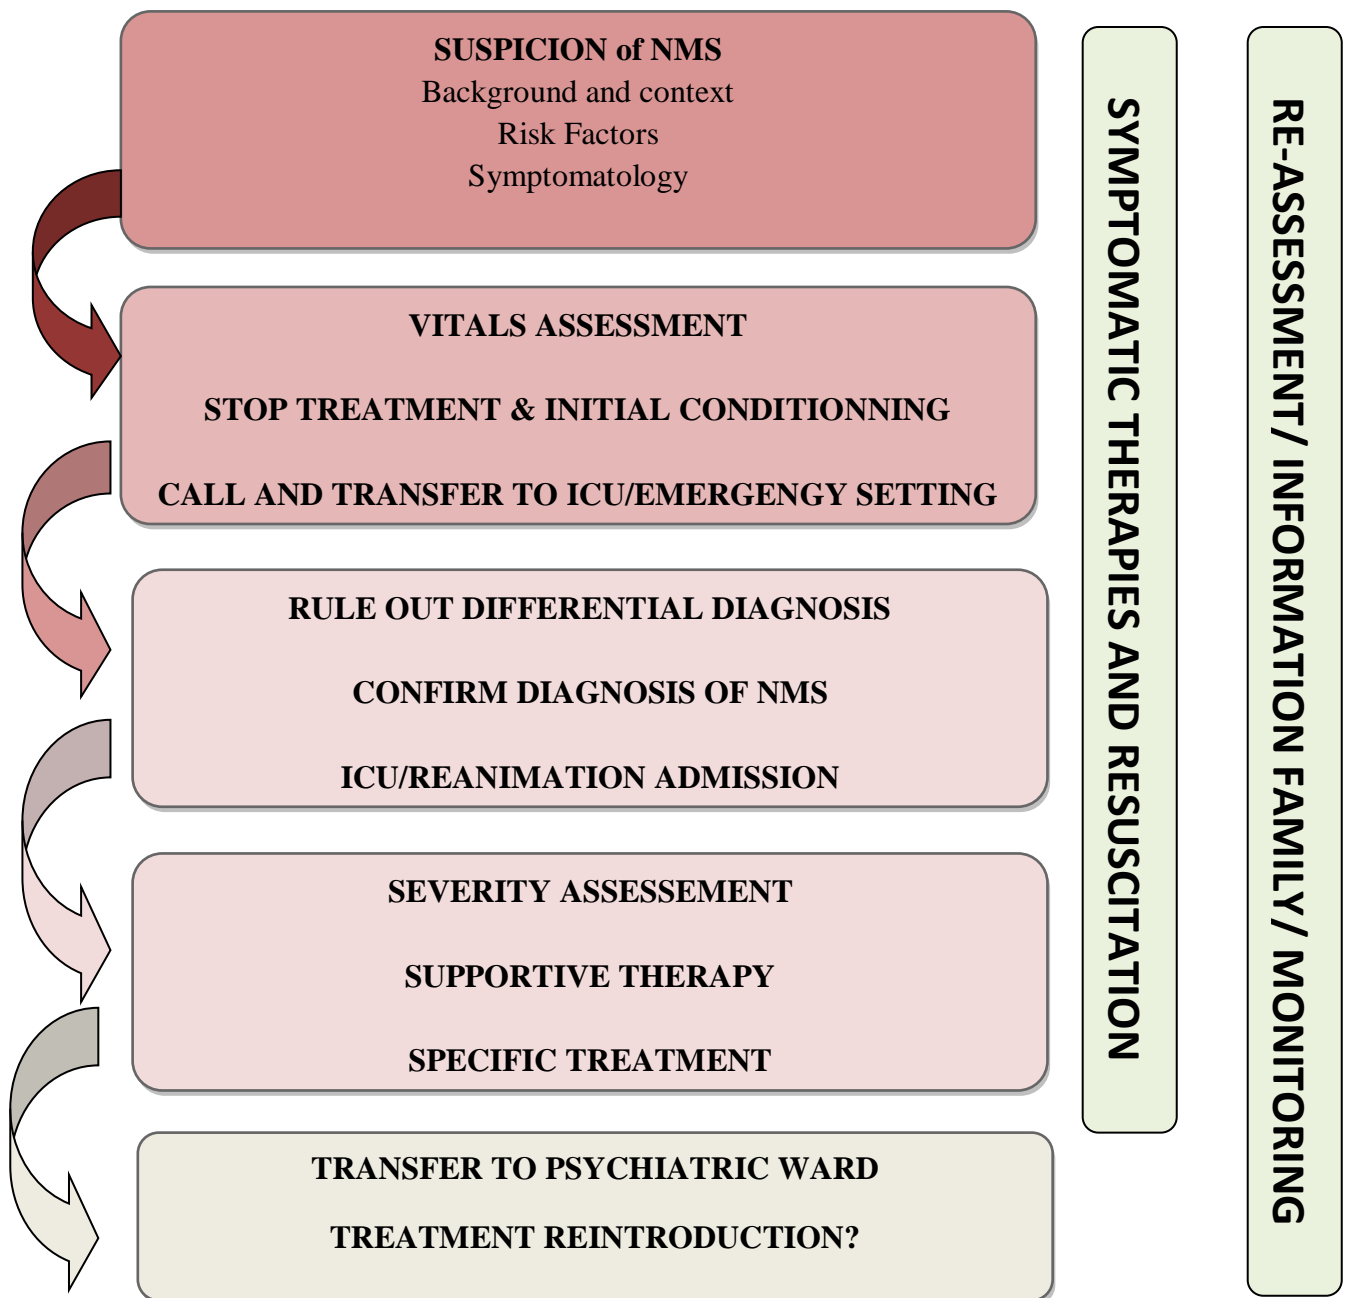 SUSPICION of NMS
Background and context
Risk Factors
Symptomatology
VITALS ASSESSMENT
STOP TREATMENT & INITIAL CONDITIONNING
CALL AND TRANSFER TO ICU/EMERGENGY SETTING
RULE OUT DIFFERENTIAL DIAGNOSIS
CONFIRM DIAGNOSIS OF NMS
ICU/REANIMATION ADMISSION
SEVERITY ASSESSEMENT
SUPPORTIVE THERAPY
SPECIFIC TREATMENT
TRANSFER TO PSYCHIATRIC WARD
TREATMENT REINTRODUCTION?
SYMPTOMATIC THERAPIES AND RESUSCITATION
RE-ASSESSMENT/ INFORMATION FAMILY/ MONITORING